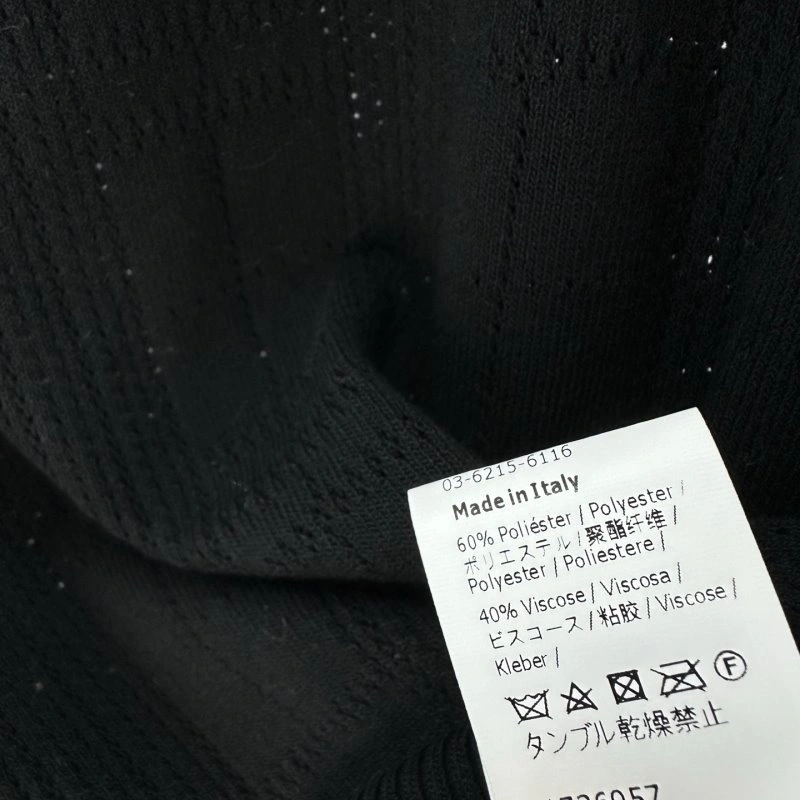 03-6215-6116
Made in Italy
60% Poliéster / Polyester /
ポリエステル / 聚酯纤维 /
Polyester / Poliestere /
40% Viscose / Viscosa /
ビスコース / 粘胶 / Viscose /
Kleber /
F
タンブル乾燥禁止